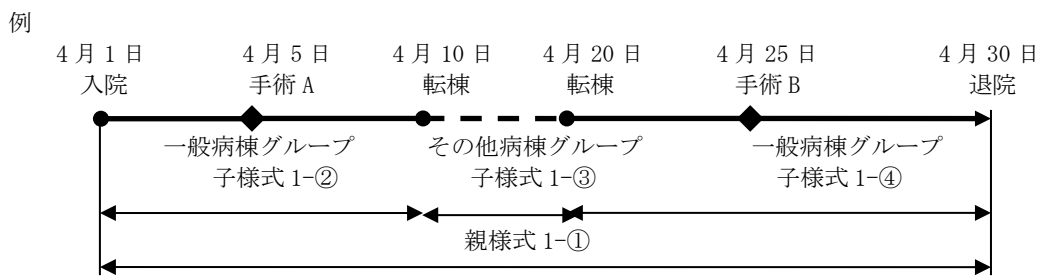 例
4月1日 4月5日 4月10日 4月20日 4月25日 4月30日
入院 手術A 転棟 転棟 手術B 退院
一般病棟グループ その他病棟グループ 一般病棟グループ
子様式1-② 子様式1-③ 子様式1-④
親様式1-①